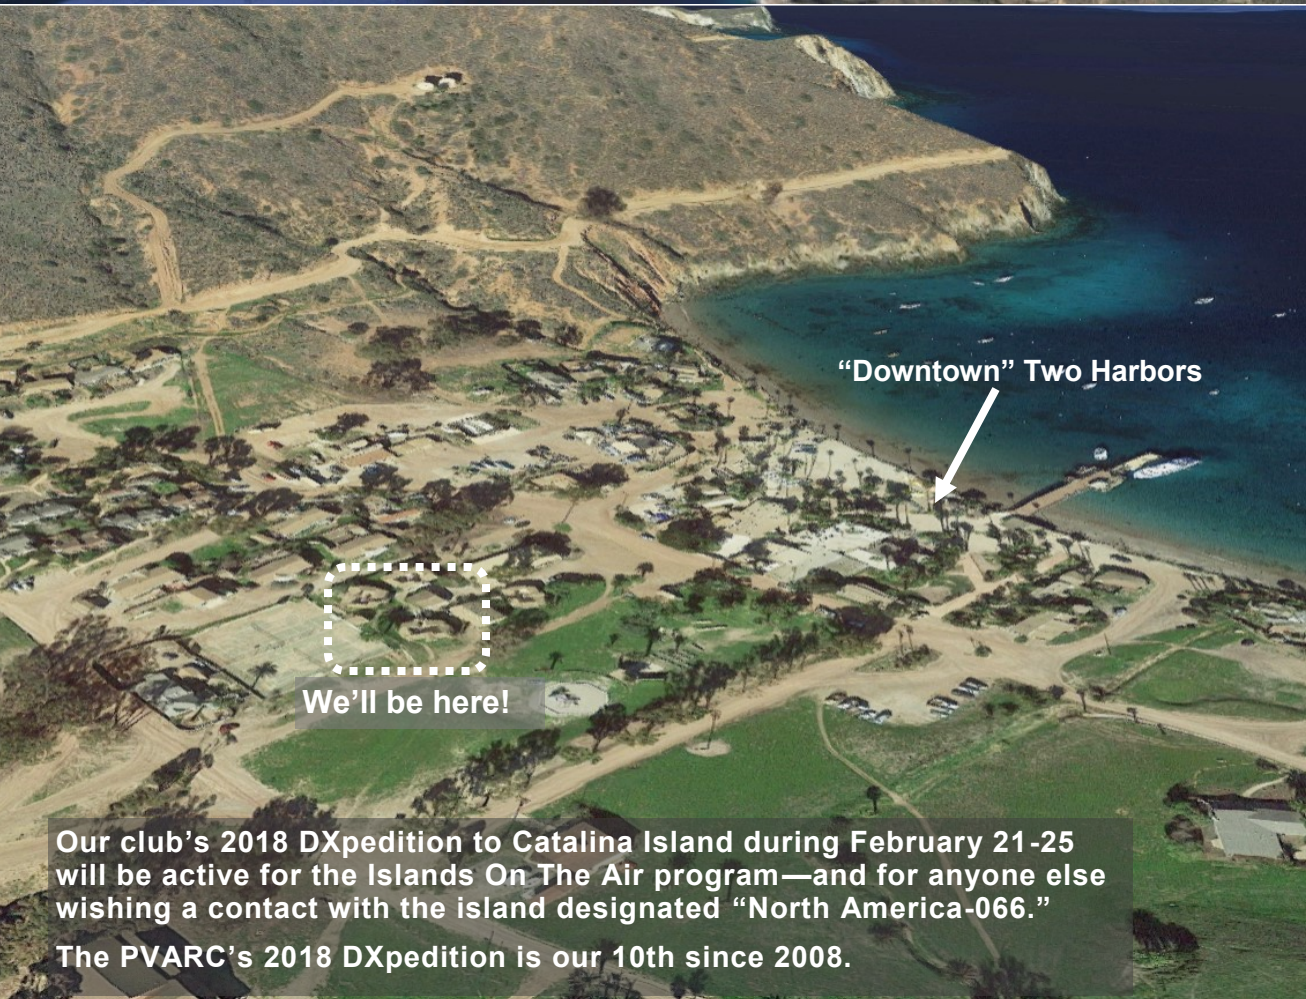 “Downtown” Two Harbors
We’ll be here!
Our club’s 2018 DXpedition to Catalina Island during February 21-25
will be active for the Islands On The Air program—and for anyone else
wishing a contact with the island designated “North America-066.”
The PVARC’s 2018 DXpedition is our 10th since 2008.